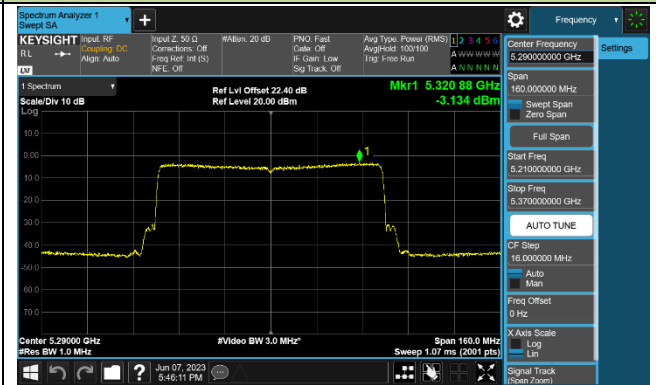 Spectrum Analyzer 1
Swept SA
+
Frequency
KEYSIGHT
RL
Input: RF
Coupling: DC
Align: Auto
Input Z: 50 Ω
Corrections: Off
Freq Ref: Int (S)
NFE: Off
#Atten: 20 dB
PNO: Fast
Gate: Off
IF Gain: Low
Sig Track: Off
Avg Type: Power (RMS)
Avg|Hold: 100/100
Trig: Free Run
1 2 3 4 5 6
A W W W W W
A N N N N N
Center Frequency
5.290000000 GHz
Settings
Span
160.000000 MHz
Swept Span
Zero Span
Full Span
Start Freq
5.210000000 GHz
Stop Freq
5.370000000 GHz
AUTO TUNE
CF Step
16.000000 MHz
Auto
Man
Freq Offset
0 Hz
X Axis Scale
Log
Lin
Signal Track
(Span Zoom)
1 Spectrum
Scale/Div 10 dB
Log
Ref Lvl Offset 22.40 dB
Ref Level 20.00 dBm
Mkr1 5.320 88 GHz
-3.134 dBm
1
10.0
0.00
-10.0
-20.0
-30.0
-40.0
-50.0
-60.0
-70.0
Center 5.29000 GHz
#Res BW 1.0 MHz
#Video BW 3.0 MHz*
Span 160.0 MHz
Sweep 1.07 ms (2001 pts)
?
Jun 07, 2023
5:46:11 PM